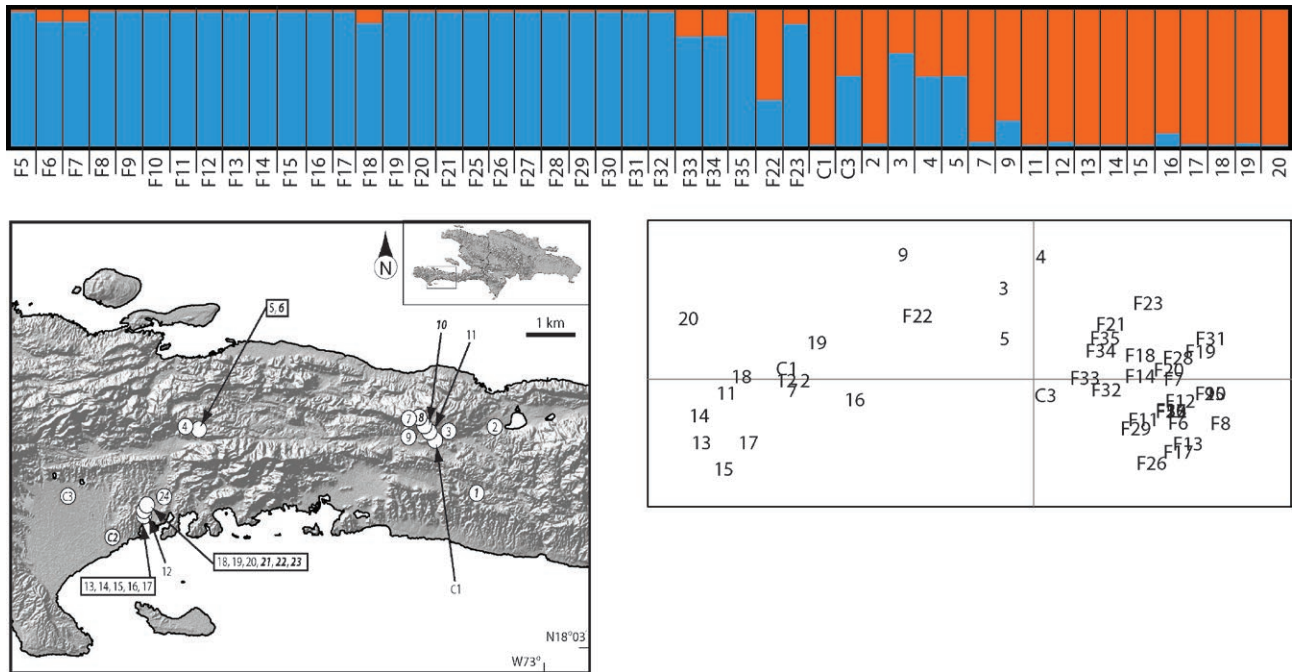 F5 F6 F7 F8 F9 F10 F11 F12 F13 F14 F15 F16 F17 F18 F19 F20 F21 F25 F26 F27 F28 F29 F30 F31 F32 F33 F34 F35 F22 F23 C1 C3 2 3 4 5 7 9 11 12 13 14 15 16 17 18 19 20
N
5, 6
1 km
10
11
7 8
4 9 3 2
C3 24 1
C2
12
18, 19, 20, 21, 22, 23
13, 14, 15, 16, 17
C1
N18°03'
W73°
9 4
3
F23
20 F22 F21
19 5 F35 F31
F34 F19
F18 F28
C1 F20
18 12 2 F33 F14 F7
11 7 16 C3 F32
F12
14 F11 F6 F8
F29
13 17 F13
F17
15 F26